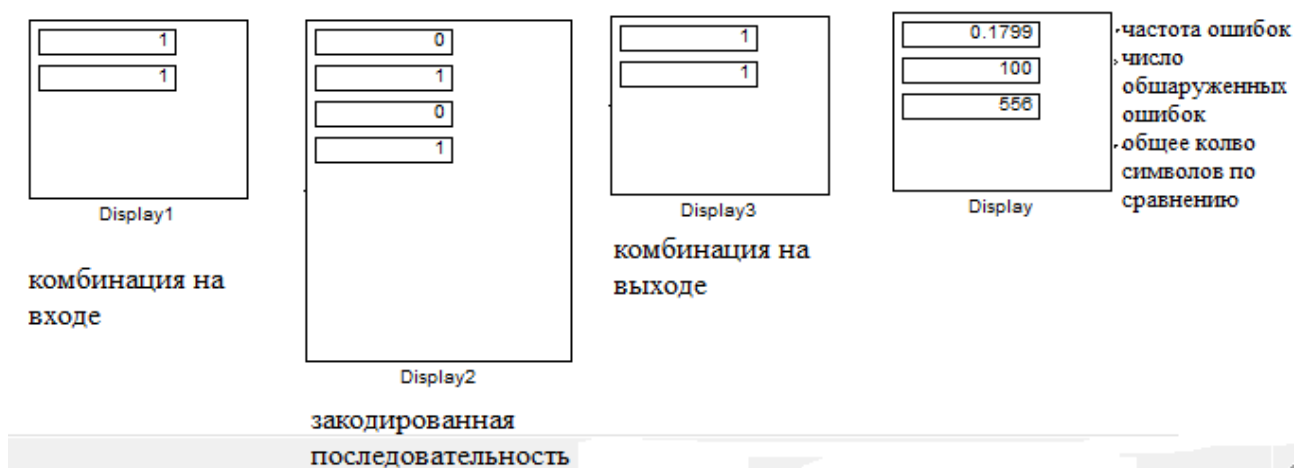 1
1
Display1
комбинация на
входе
0
1
0
1
Display2
закодированная
последовательность
1
1
Display3
комбинация на
выходе
0.1799
100
556
Display
частота ошибок
число
обшаруженных
ошибок
общее колво
символов по
сравнению